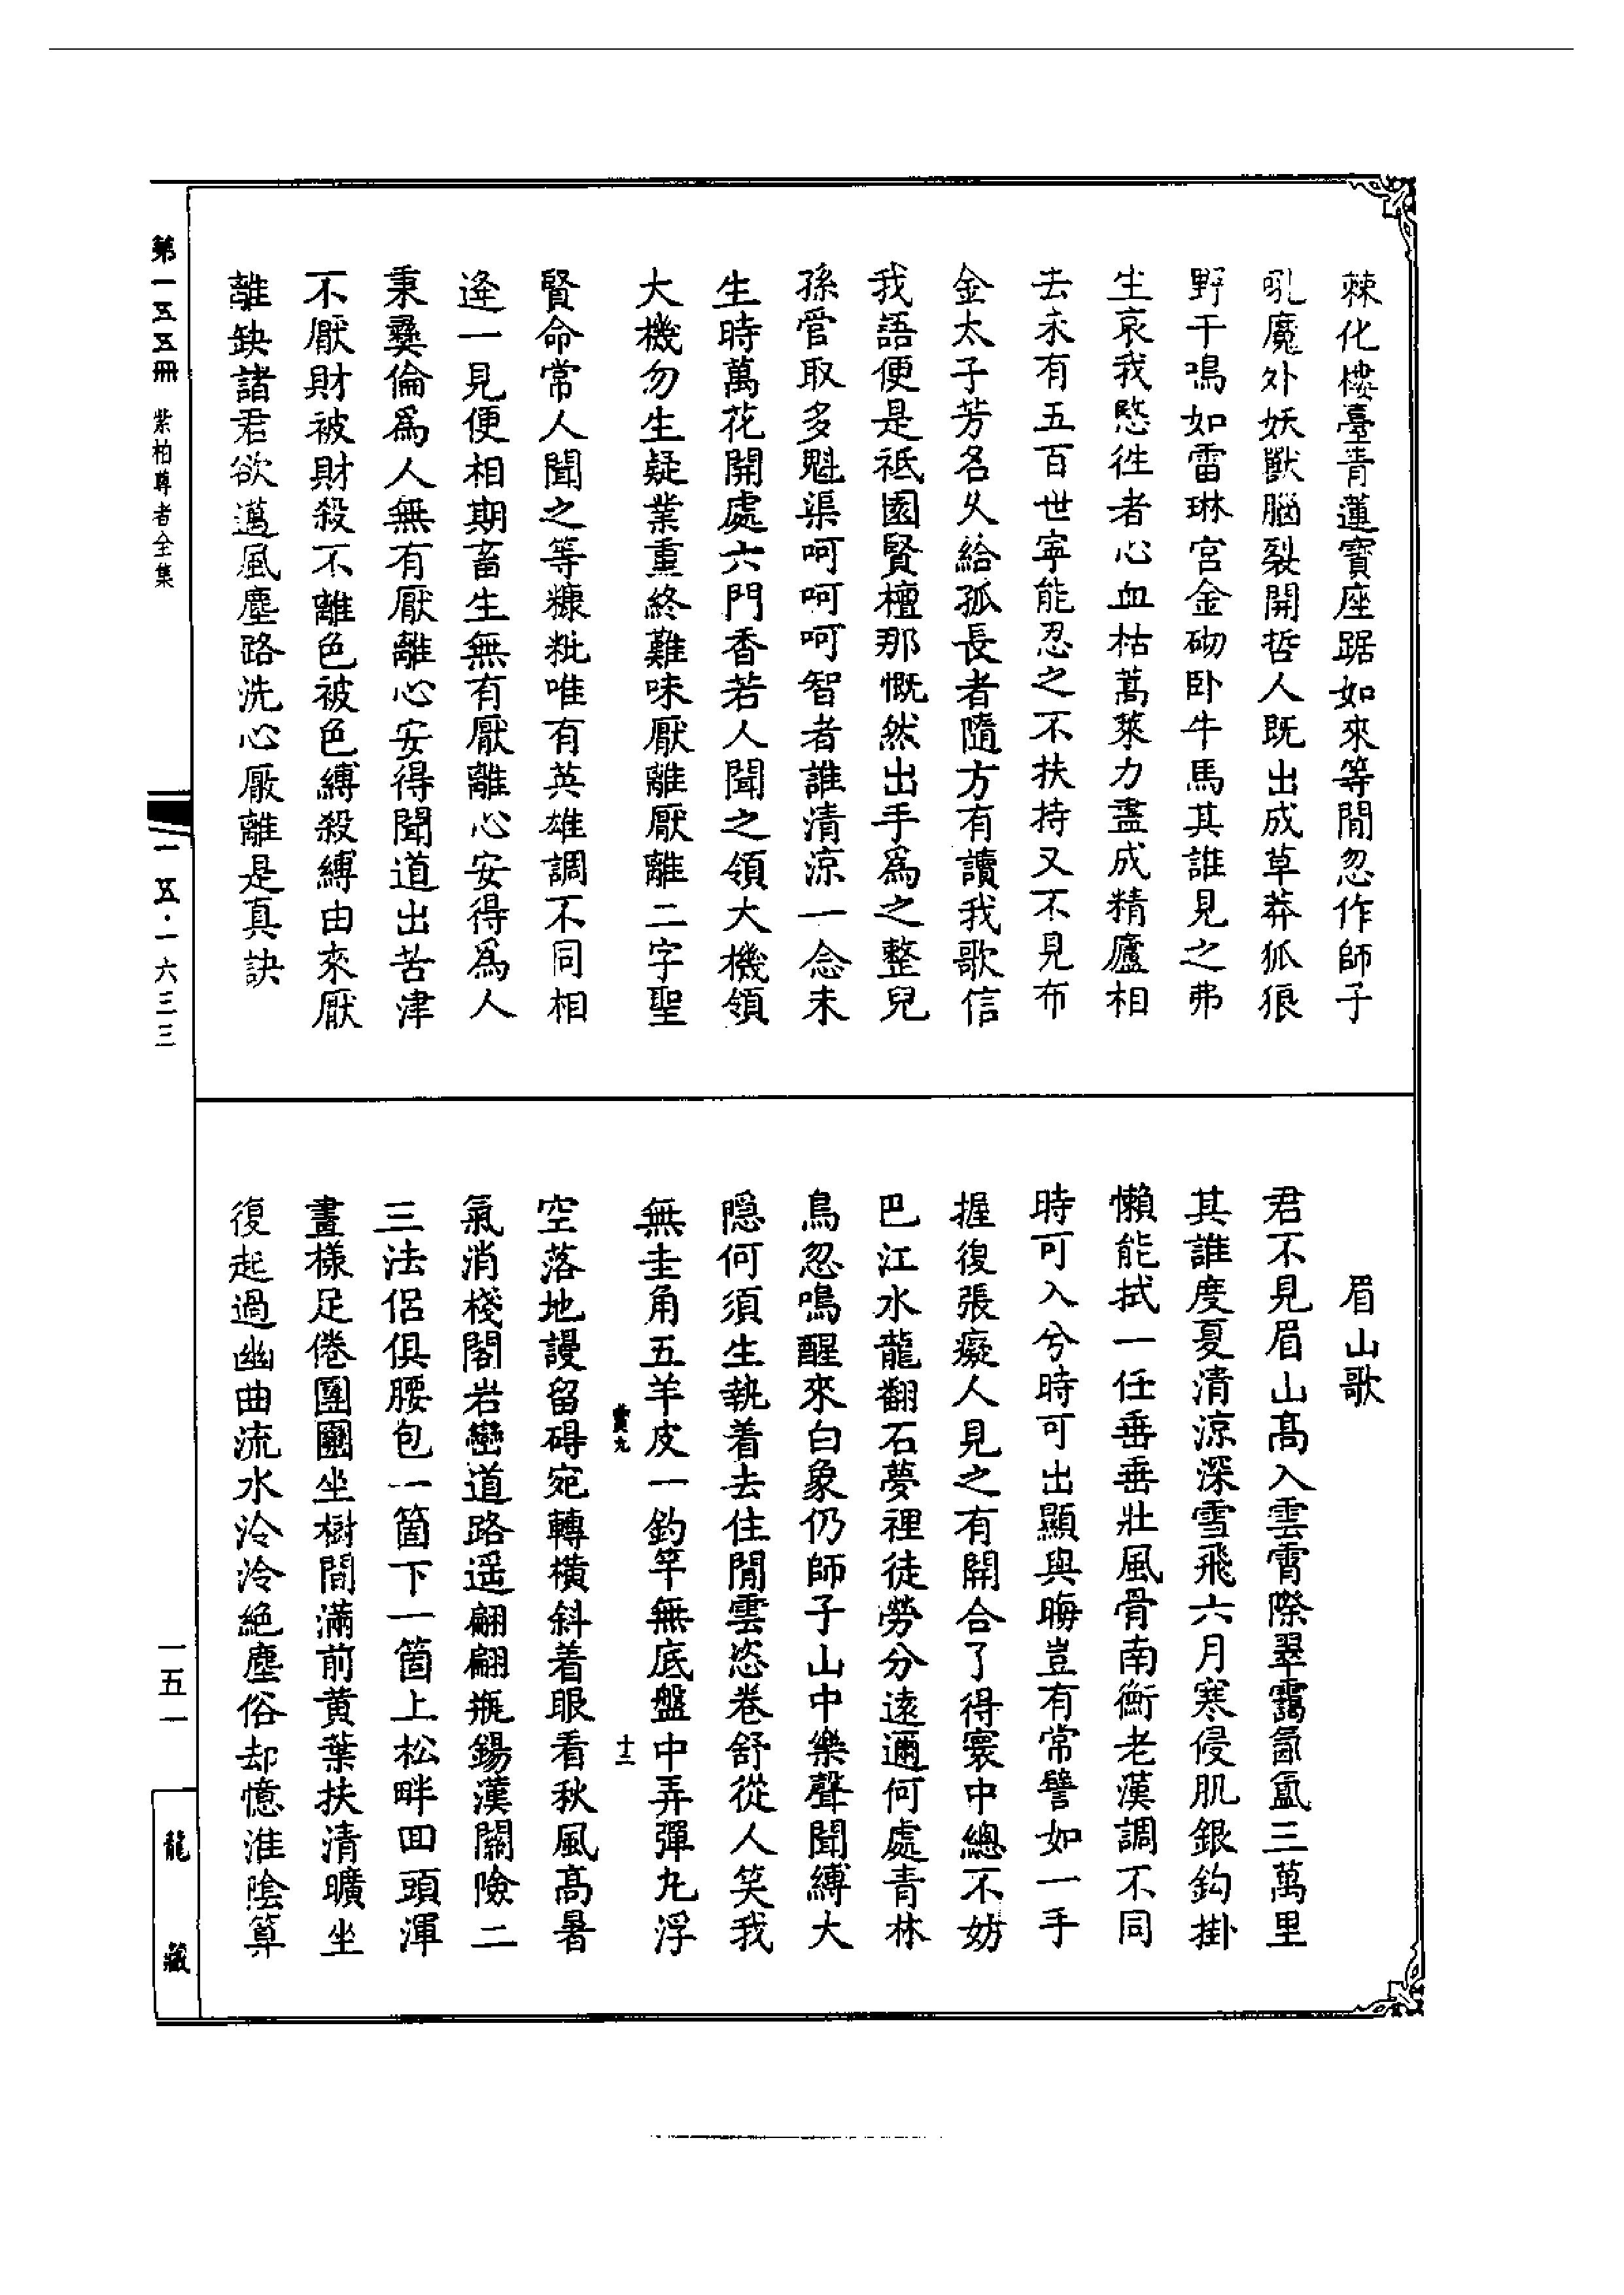 棘化樓臺青蓮寶座踞如來等閒忽作師子
吼魔外妖獸腦裂開哲人既出成草莽狐狼
野干鳴如雷琳宮金砌卧牛馬其誰見之弗
生哀我愍徃者心血枯萬萊力盡成精廬相
去未有五百世寧能忍之不扶持又不見布
金太子芳名久給孤長者隨方有讀我歌信
我語便是祇園賢檀那慨然出手爲之整兒
孫管取多魁渠呵呵呵智者誰清涼一念未
生時萬花開處六門香若人聞之領大機領
大機勿生疑業重終難味厭離厭離二字聖
賢命常人聞之等糠粃唯有英雄調不同相
逄一見便相期畜生無有厭離心安得爲人
秉彝倫爲人無有厭離心安得聞道出苦津
不厭財被財殺不離色被色縛殺縛由來厭
離缺諸君欲邁風塵路洗心厭離是真訣
眉山歌
君不見眉山髙入雲霄際翠靄氤氳三萬里
其誰度夏清涼深雪飛六月寒侵肌銀鈎掛
懶能拭一任垂垂壯風骨南衡老漢調不同
時可入兮時可出顯與晦豈有常譬如一手
握復張癡人見之有開合了得寰中總不妨
巴江水龍翻石夢裡徒勞分遠邇何處青林
鳥忽鳴醒來白象仍師子山中樂聲聞縛大
隱何須生執着去住閒雲恣卷舒從人笑我
無圭角五羊皮一釣竿無底盤中弄彈丸浮
空落地謾留碍宛轉橫斜着眼看秋風髙暑
氣消棧閣岩巒道路遥翩翩瓶錫漢關險二
三法侣俱腰包一箇下一箇上松畔回頭渾
畫樣足倦團圞坐樹間滿前黄葉扶清曠坐
復起過幽曲流水泠泠絕塵俗却憶淮陰筭
第一五五冊
紫柏尊者全集
一五·一六三三
一五一
龍藏
十二